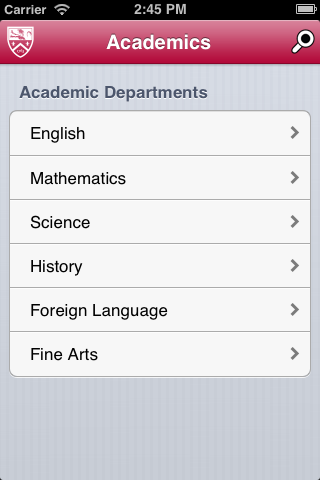 Carrier 2:45 PM
Academics
Academic Departments
English
Mathematics
Science
History
Foreign Language
Fine Arts